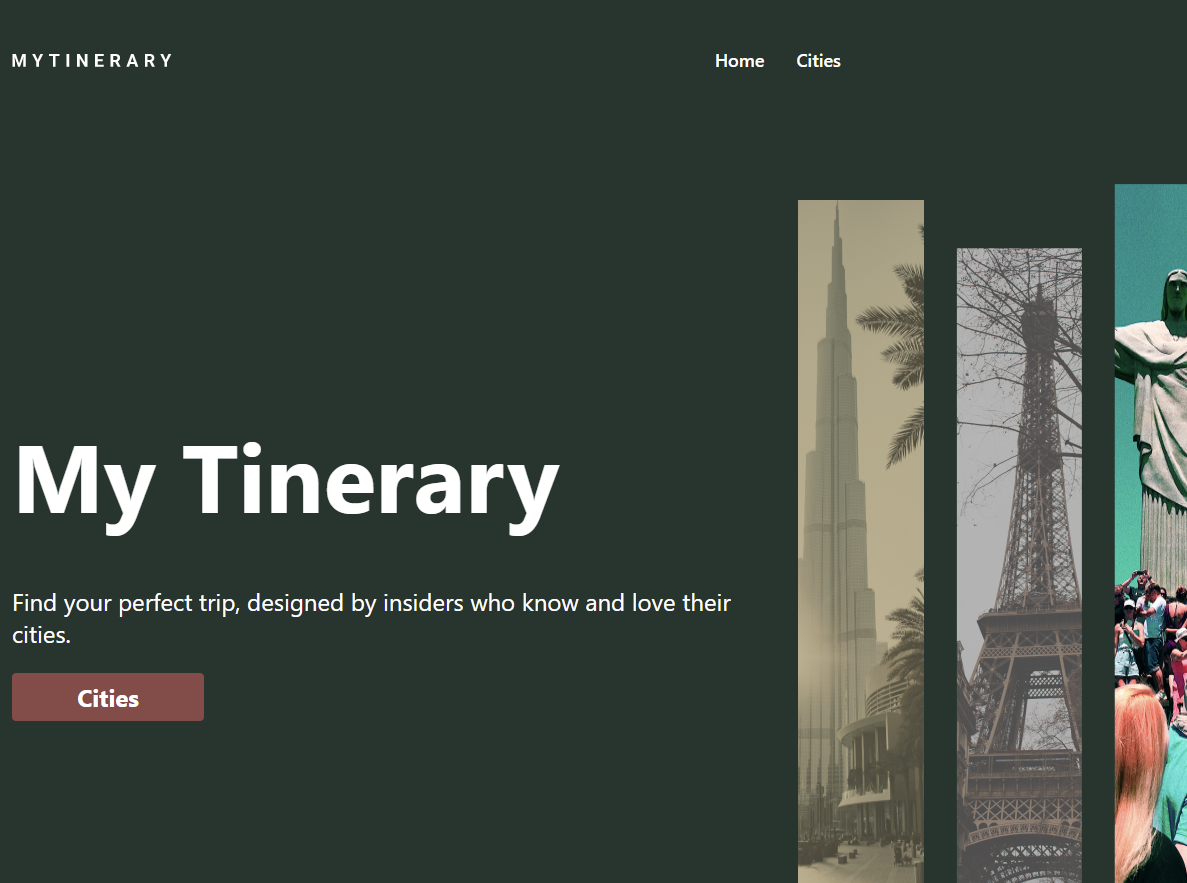 MYTINERARY
Home
Cities
My Tinerary
Find your perfect trip, designed by insiders who know and love their
cities.
Cities